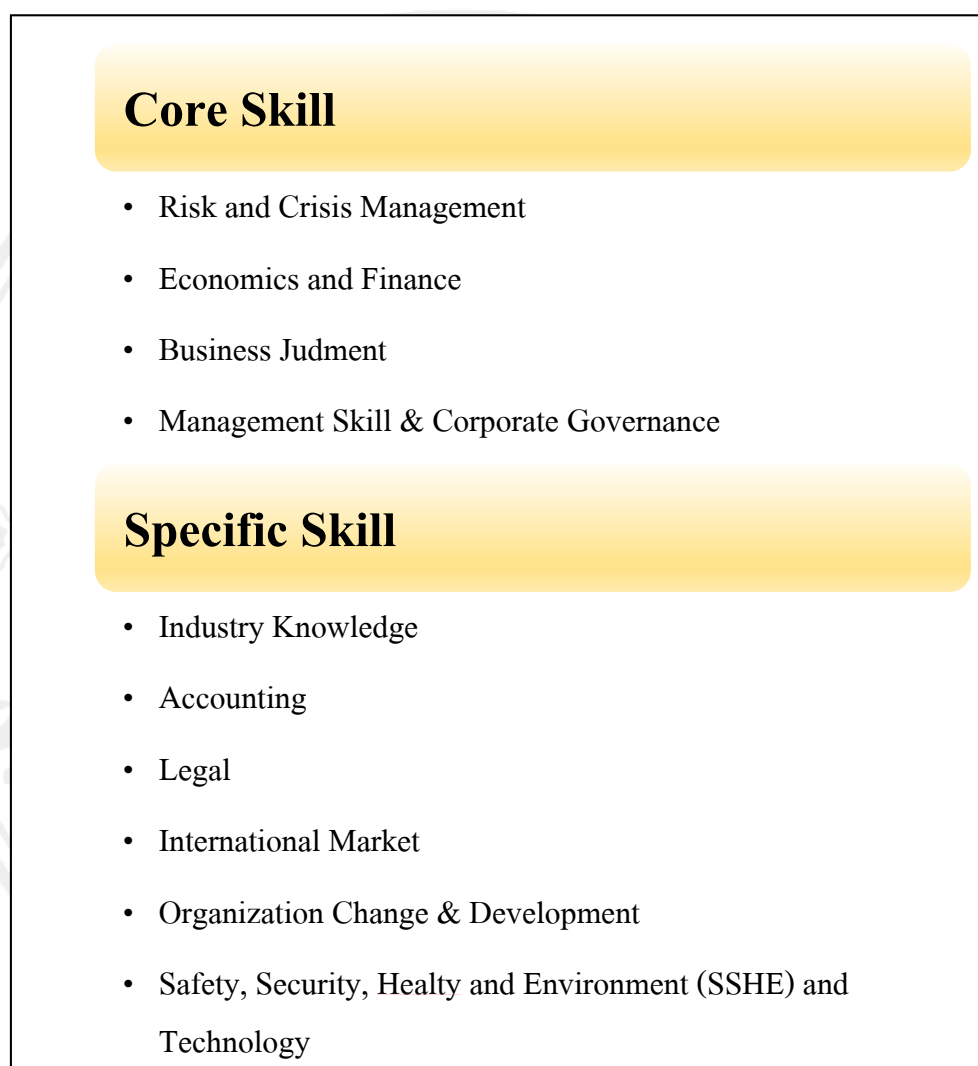 Core Skill
• Risk and Crisis Management
• Economics and Finance
• Business Judment
• Management Skill & Corporate Governance
Specific Skill
• Industry Knowledge
• Accounting
• Legal
• International Market
• Organization Change & Development
• Safety, Security, Healty and Environment (SSHE) and
Technology